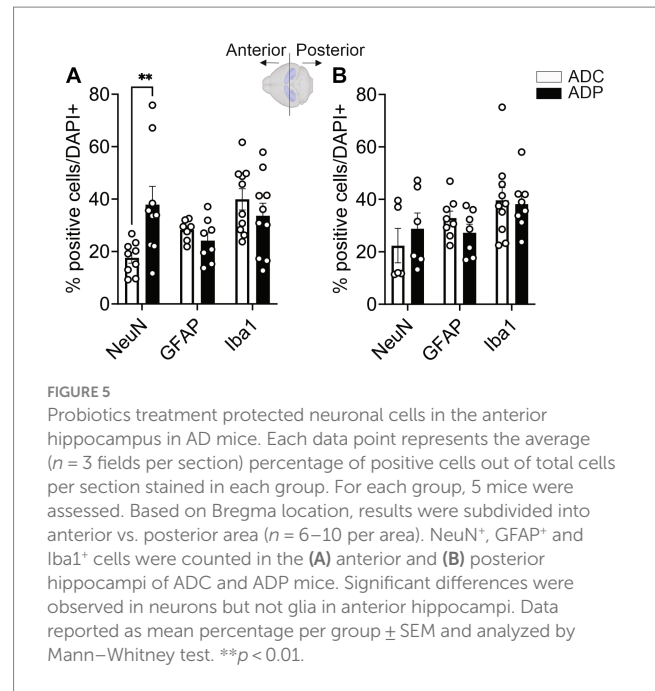 Anterior Posterior
A
**
B
ADC
ADP
% positive cells/DAPI+
80
60
40
20
0
NeuN
GFAP
Iba1
% positive cells/DAPI+
80
60
40
20
0
NeuN
GFAP
Iba1
FIGURE 5
Probiotics treatment protected neuronal cells in the anterior
hippocampus in AD mice. Each data point represents the average
(n = 3 fields per section) percentage of positive cells out of total cells
per section stained in each group. For each group, 5 mice were
assessed. Based on Bregma location, results were subdivided into
anterior vs. posterior area (n = 6–10 per area). NeuN⁺, GFAP⁺ and
Iba1⁺ cells were counted in the (A) anterior and (B) posterior
hippocampi of ADC and ADP mice. Significant differences were
observed in neurons but not glia in anterior hippocampi. Data
reported as mean percentage per group ± SEM and analyzed by
Mann–Whitney test. **p < 0.01.